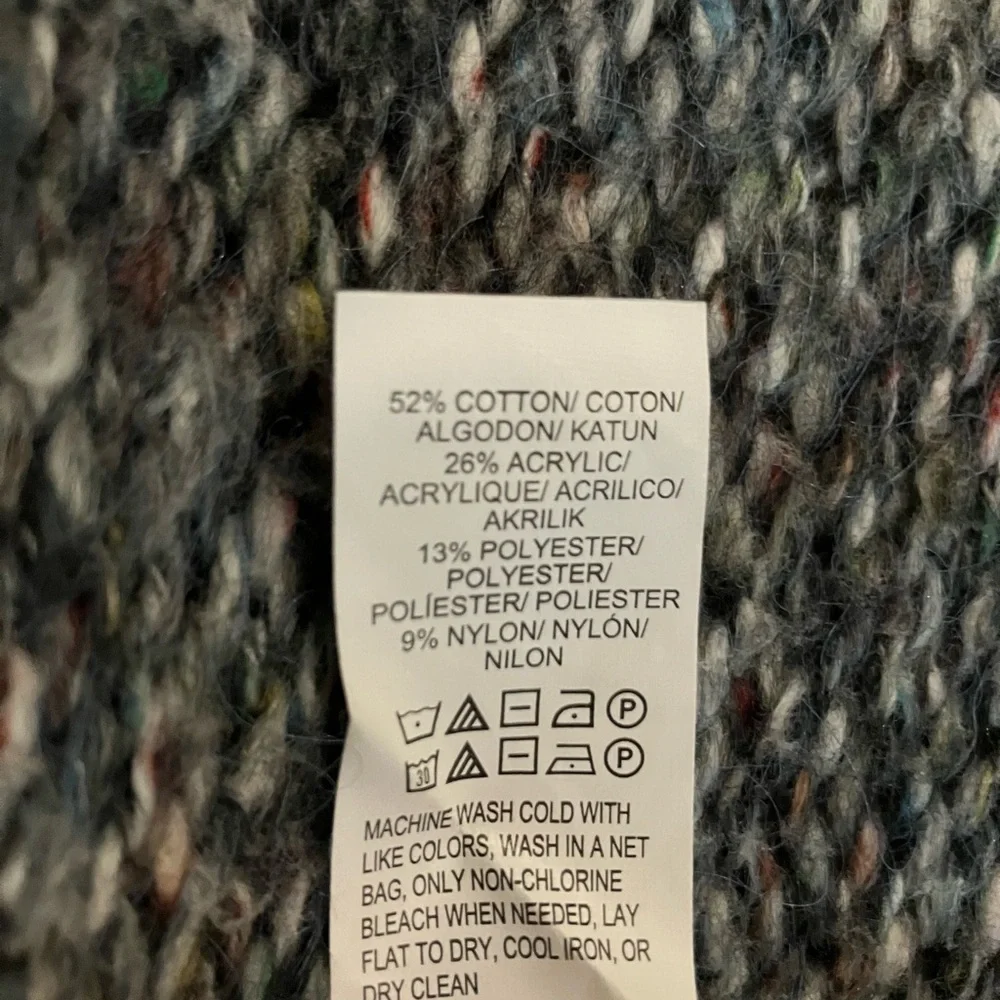 52% COTTON/ COTON/
ALGODON/ KATUN
26% ACRYLIC/
ACRYLIQUE/ ACRILICO/
AKRILIK
13% POLYESTER/
POLYESTER/
POLÍESTER/ POLIESTER
9% NYLON/ NYLÓN/
NILON
P
30 P
MACHINE WASH COLD WITH
LIKE COLORS, WASH IN A NET
BAG, ONLY NON-CHLORINE
BLEACH WHEN NEEDED, LAY
FLAT TO DRY, COOL IRON, OR
DRY CLEAN